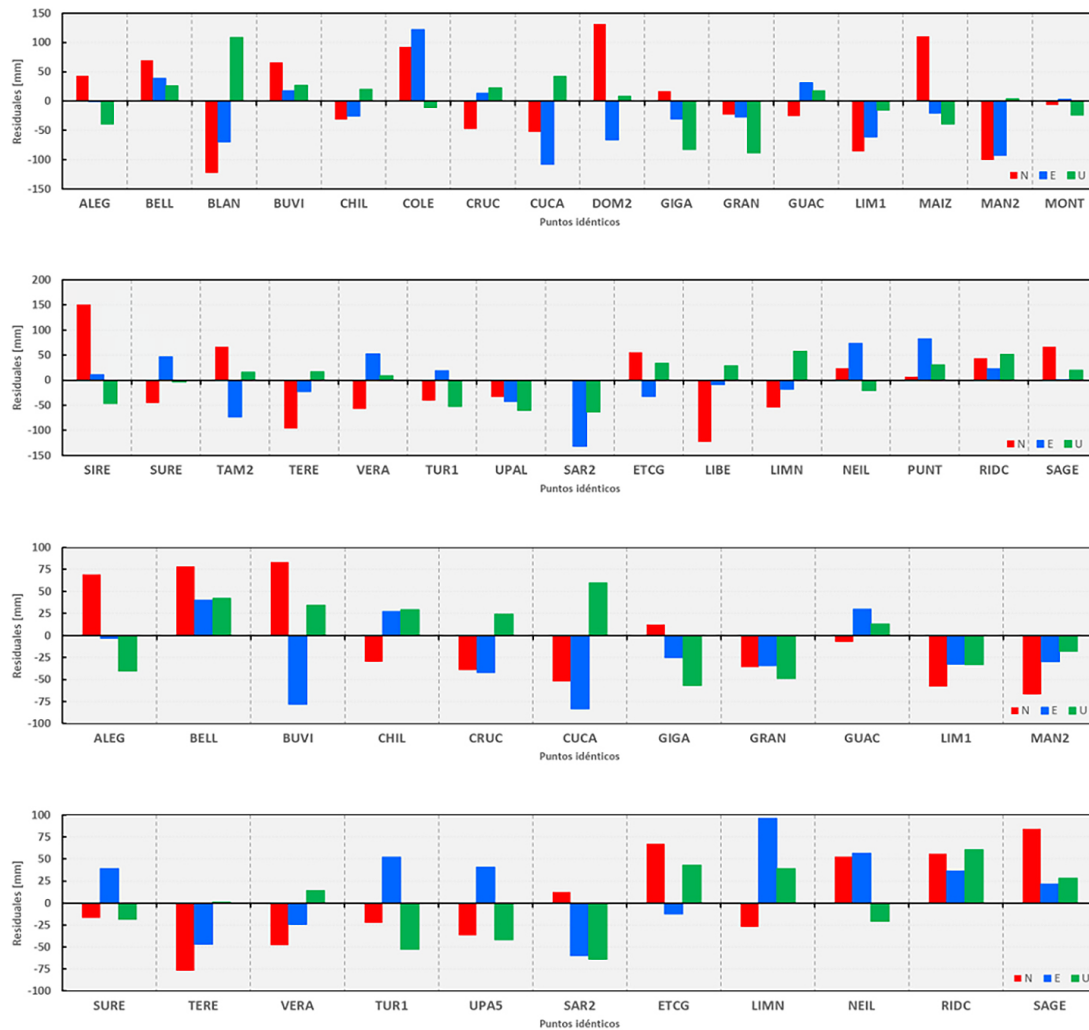 150
100
50
0
-50
-100
-150
Residuales [mm]
N E U
ALEG BELL BLAN BUVI CHIL COLE CRUC CUCA DOM2 GIGA GRAN GUAC LIM1 MAIZ MAN2 MONT
Puntos idénticos
200
150
100
50
0
-50
-100
-150
Residuales [mm]
N E U
SIRE SURE TAM2 TERE VERA TUR1 UPAL SAR2 ETCG LIBE LIMN NEIL PUNT RIDC SAGE
Puntos idénticos
100
75
50
25
0
-25
-50
-75
-100
Residuales [mm]
N E U
ALEG BELL BUVI CHIL CRUC CUCA GIGA GRAN GUAC LIM1 MAN2
Puntos idénticos
100
75
50
25
0
-25
-50
-75
-100
Residuales [mm]
N E U
SURE TERE VERA TUR1 UPA5 SAR2 ETCG LIMN NEIL RIDC SAGE
Puntos idénticos